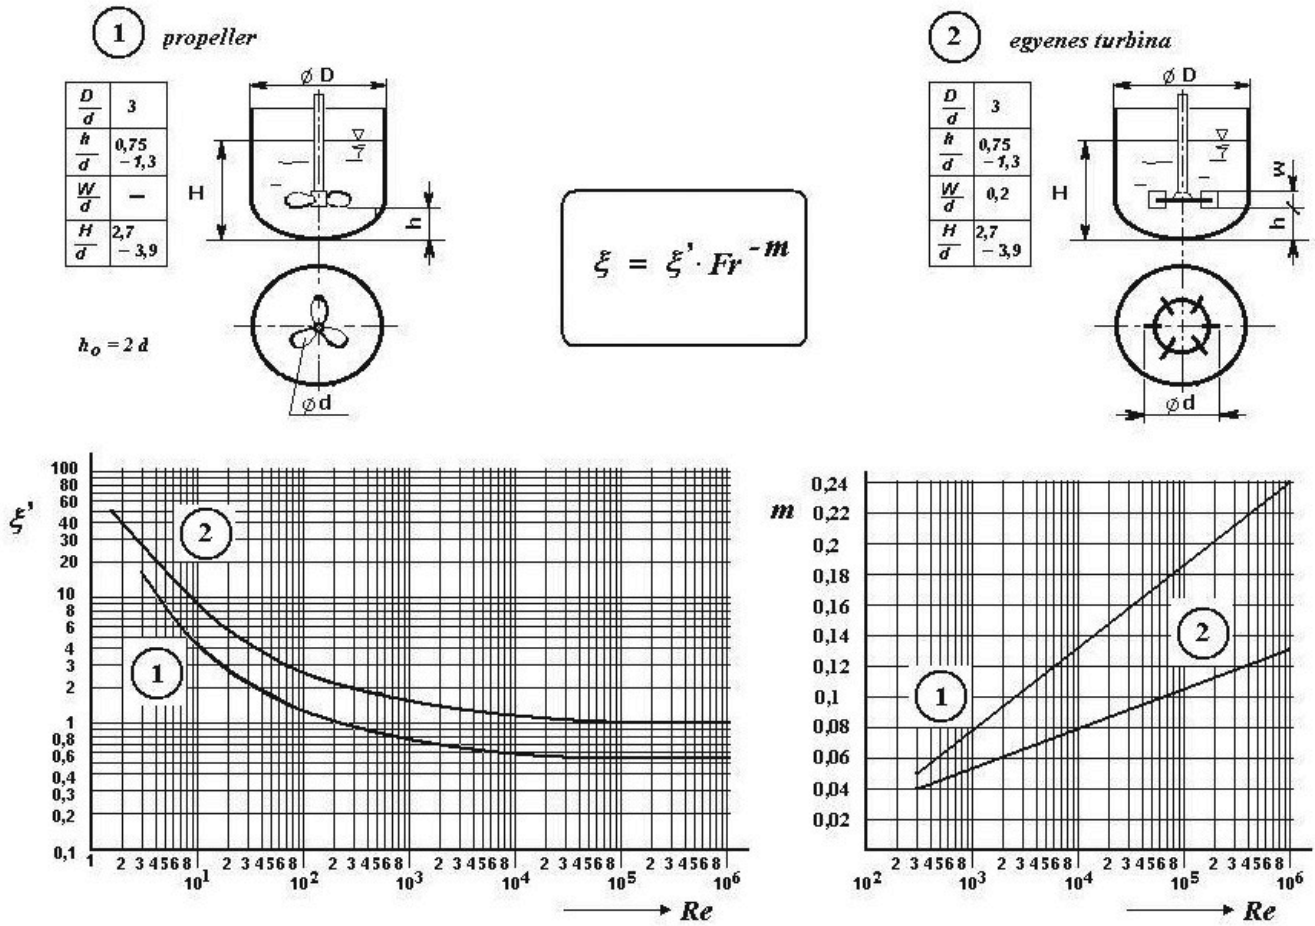 1 propeller
D/d 3
h/d 0,75 – 1,3
W/d –
H/d 2,7 – 3,9
ø D
H
h
h₀ = 2 d
ø d
ξ = ξ' · Fr⁻ᵐ
2 egyenes turbina
D/d 3
h/d 0,75 – 1,3
W/d 0,2
H/d 2,7 – 3,9
ø D
H
W
h
ø d
ξ'
100
80
60
40
30
20
10
8
6
4
3
2
1
0,8
0,6
0,4
0,3
0,2
0,1
2
1
1 2 3 4 5 6 8 10¹ 2 3 4 5 6 8 10² 2 3 4 5 6 8 10³ 2 3 4 5 6 8 10⁴ 2 3 4 5 6 8 10⁵ 2 3 4 5 6 8 10⁶
Re
m
0,24
0,22
0,2
0,18
0,16
0,14
0,12
0,1
0,08
0,06
0,04
0,02
2
1
10² 2 3 4 5 6 8 10³ 2 3 4 5 6 8 10⁴ 2 3 4 5 6 8 10⁵ 2 3 4 5 6 8 10⁶
Re